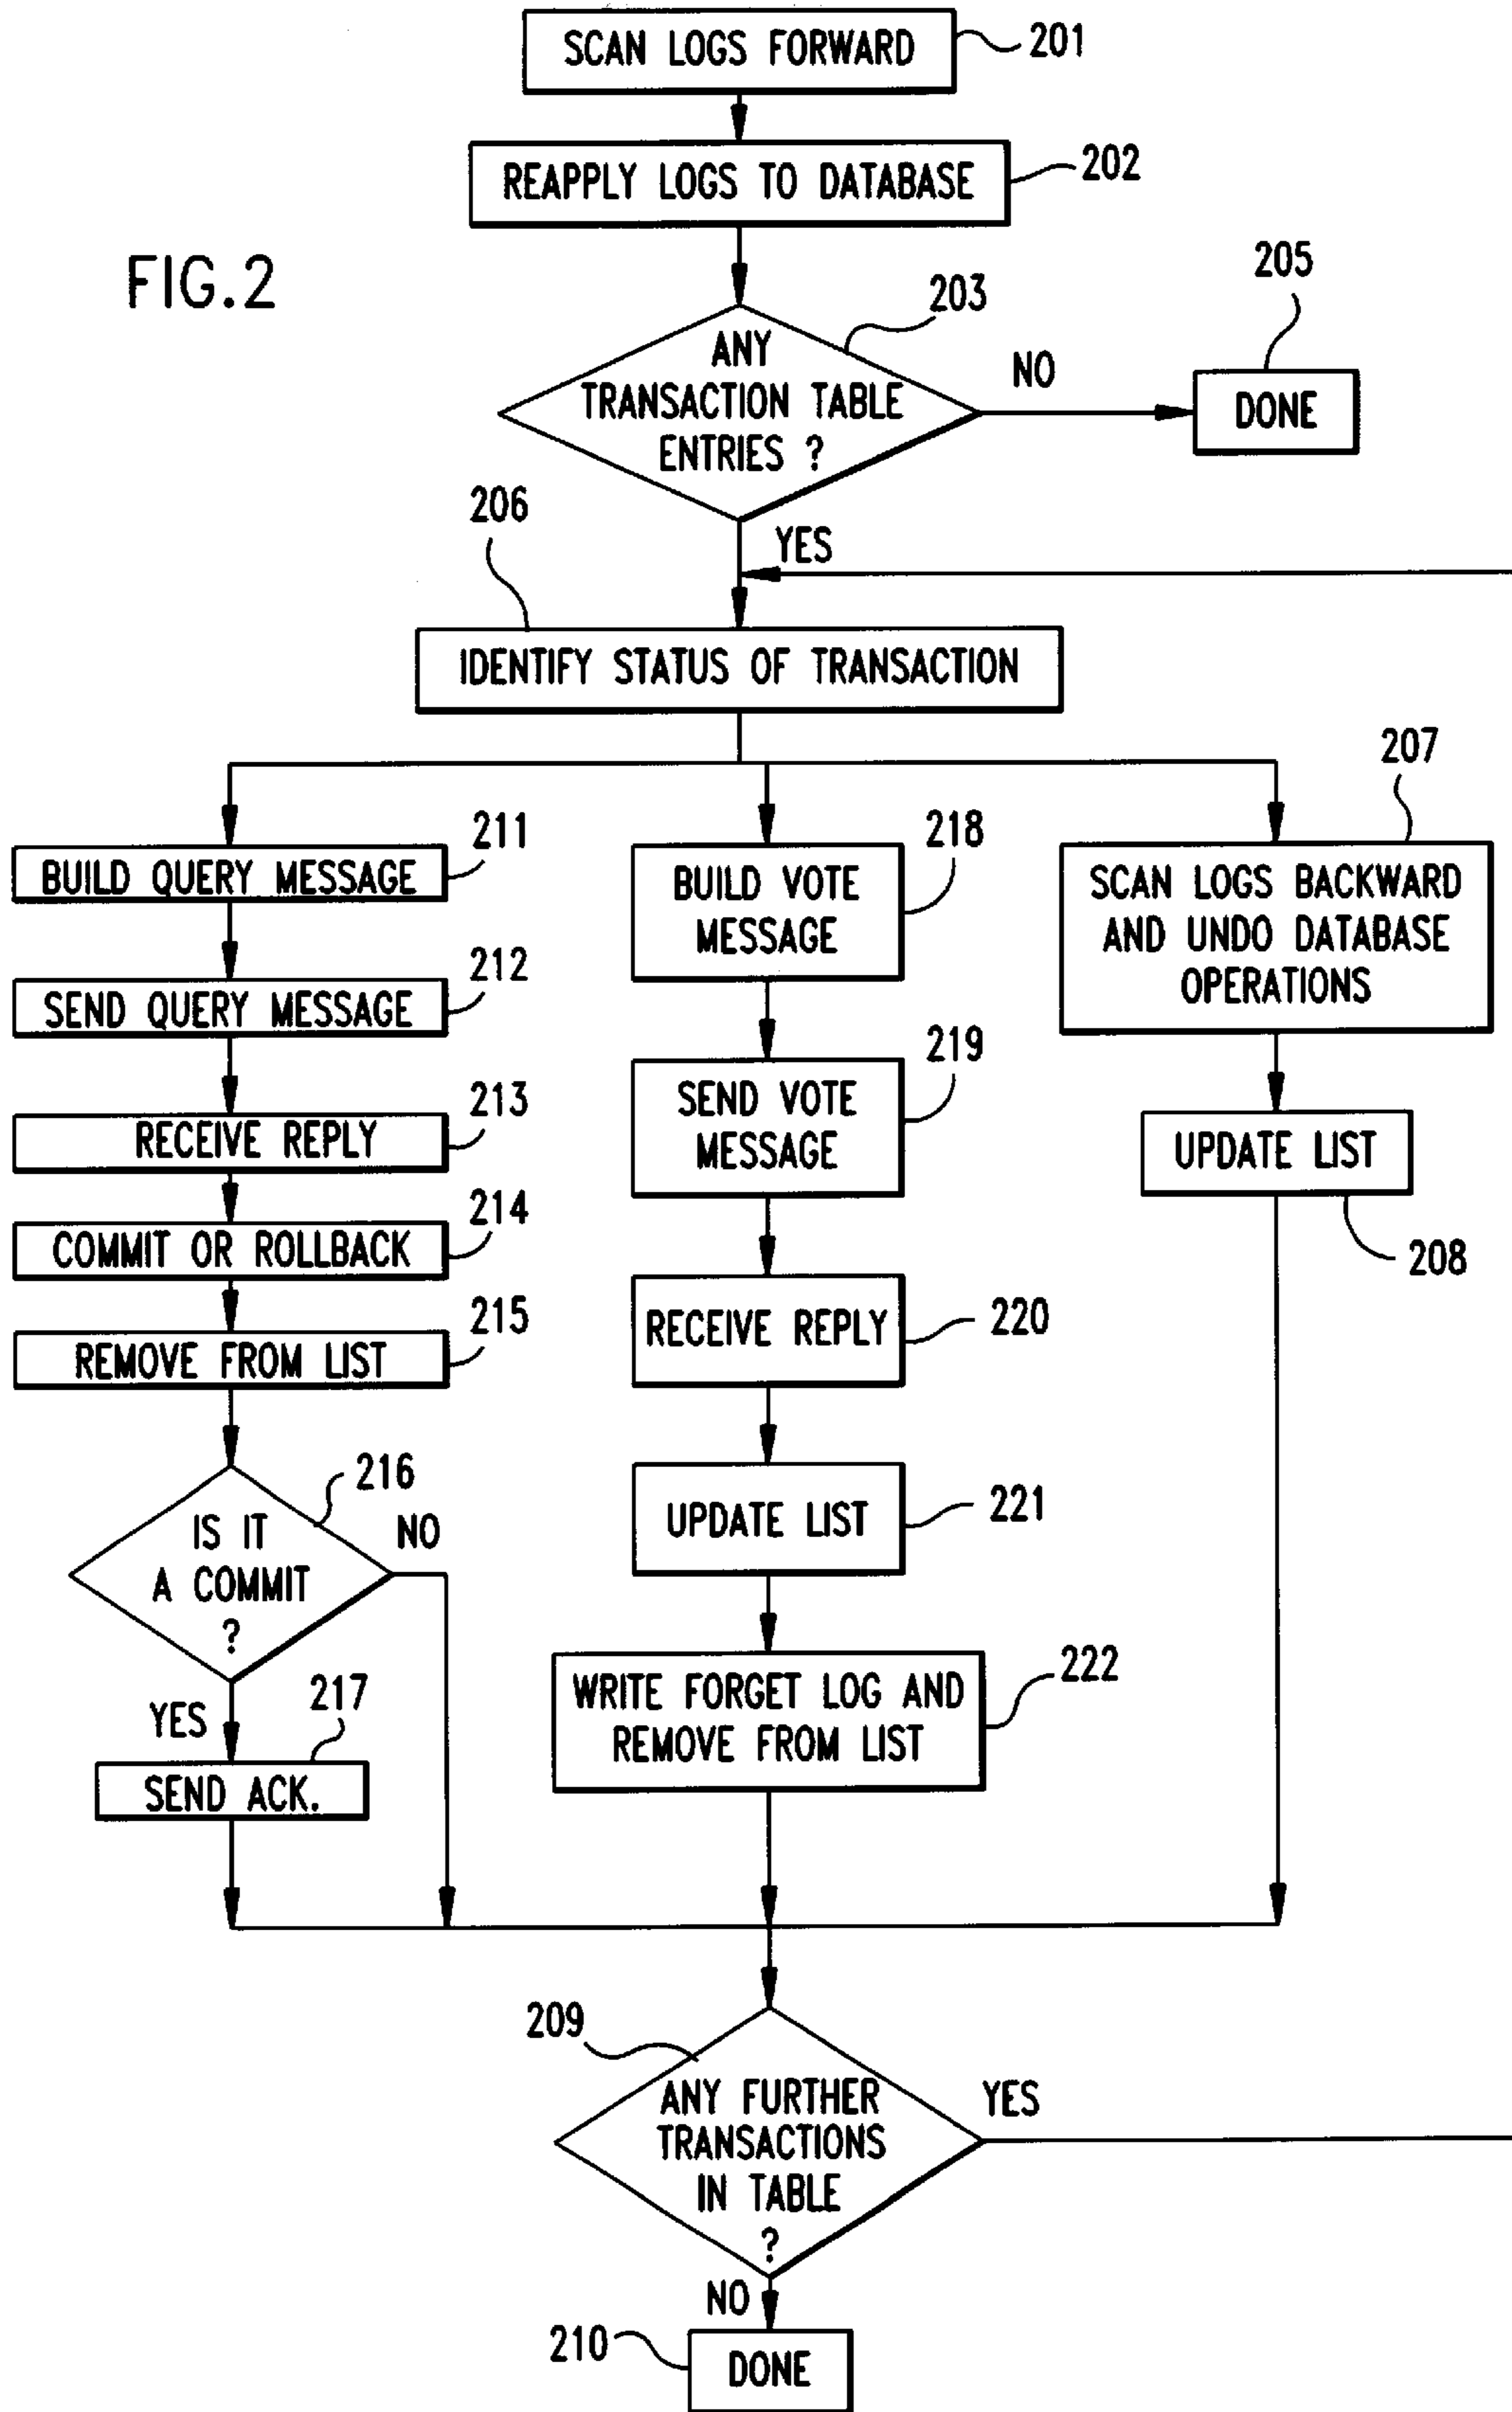 SCAN LOGS FORWARD
201
REAPPLY LOGS TO DATABASE
202
FIG.2
203
205
ANY
TRANSACTION TABLE
ENTRIES ?
NO
DONE
206
YES
IDENTIFY STATUS OF TRANSACTION
207
211
BUILD QUERY MESSAGE
218
BUILD VOTE
MESSAGE
SCAN LOGS BACKWARD
AND UNDO DATABASE
OPERATIONS
212
SEND QUERY MESSAGE
219
SEND VOTE
MESSAGE
213
RECEIVE REPLY
UPDATE LIST
208
214
COMMIT OR ROLLBACK
220
RECEIVE REPLY
215
REMOVE FROM LIST
216
IS IT
A COMMIT
?
NO
221
UPDATE LIST
YES
217
SEND ACK.
222
WRITE FORGET LOG AND
REMOVE FROM LIST
209
ANY FURTHER
TRANSACTIONS
IN TABLE
?
YES
NO
210
DONE